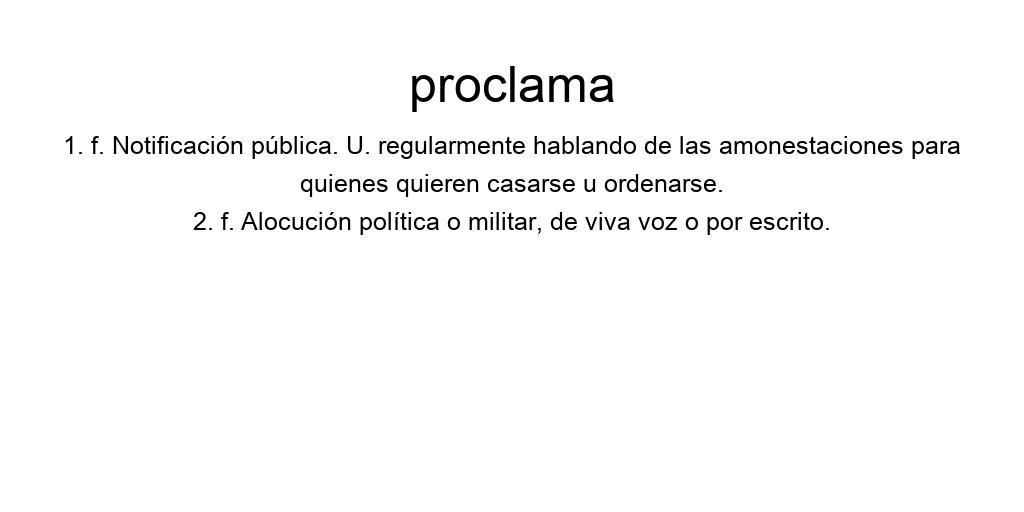 proclama
1. f. Notificación pública. U. regularmente hablando de las amonestaciones para
quienes quieren casarse u ordenarse.
2. f. Alocución política o militar, de viva voz o por escrito.